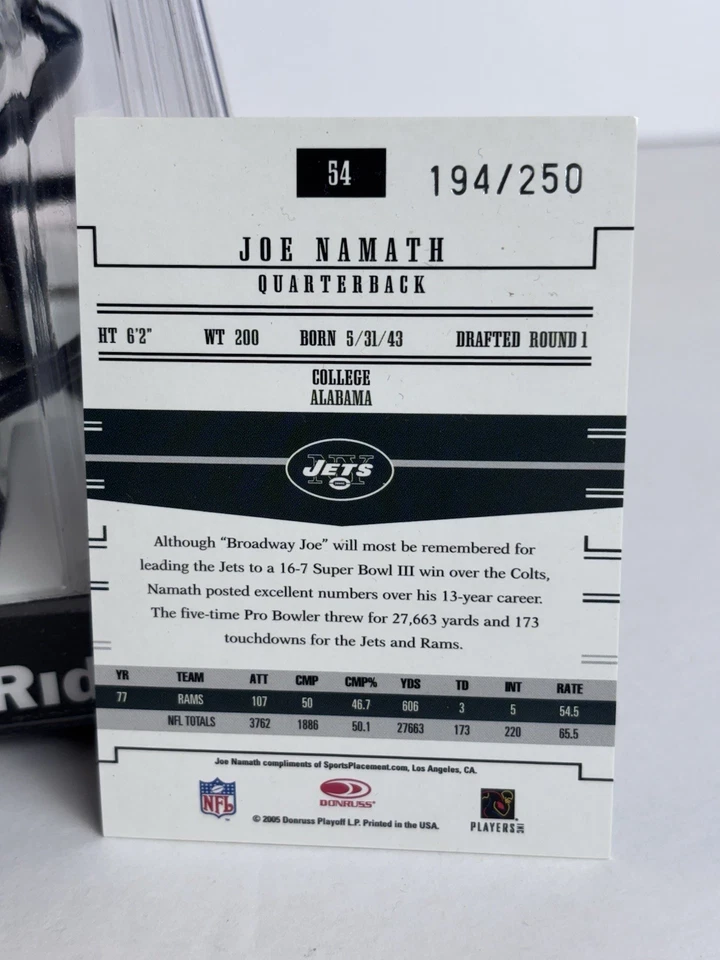 54
194/250
JOE NAMATH
QUARTERBACK
HT 6'2" WT 200 BORN 5/31/43 DRAFTED ROUND 1
COLLEGE
ALABAMA
NY JETS
Although "Broadway Joe" will most be remembered for
leading the Jets to a 16-7 Super Bowl III win over the Colts,
Namath posted excellent numbers over his 13-year career.
The five-time Pro Bowler threw for 27,663 yards and 173
touchdowns for the Jets and Rams.
YR TEAM ATT CMP CMP% YDS TD INT RATE
77 RAMS 107 50 46.7 606 3 5 54.5
NFL TOTALS 3762 1886 50.1 27663 173 220 65.5
Joe Namath compliments of SportsPlacement.com, Los Angeles, CA.
NFL
DONRUSS
PLAYERS INC
© 2005 Donruss Playoff L.P. Printed in the USA.
Rid